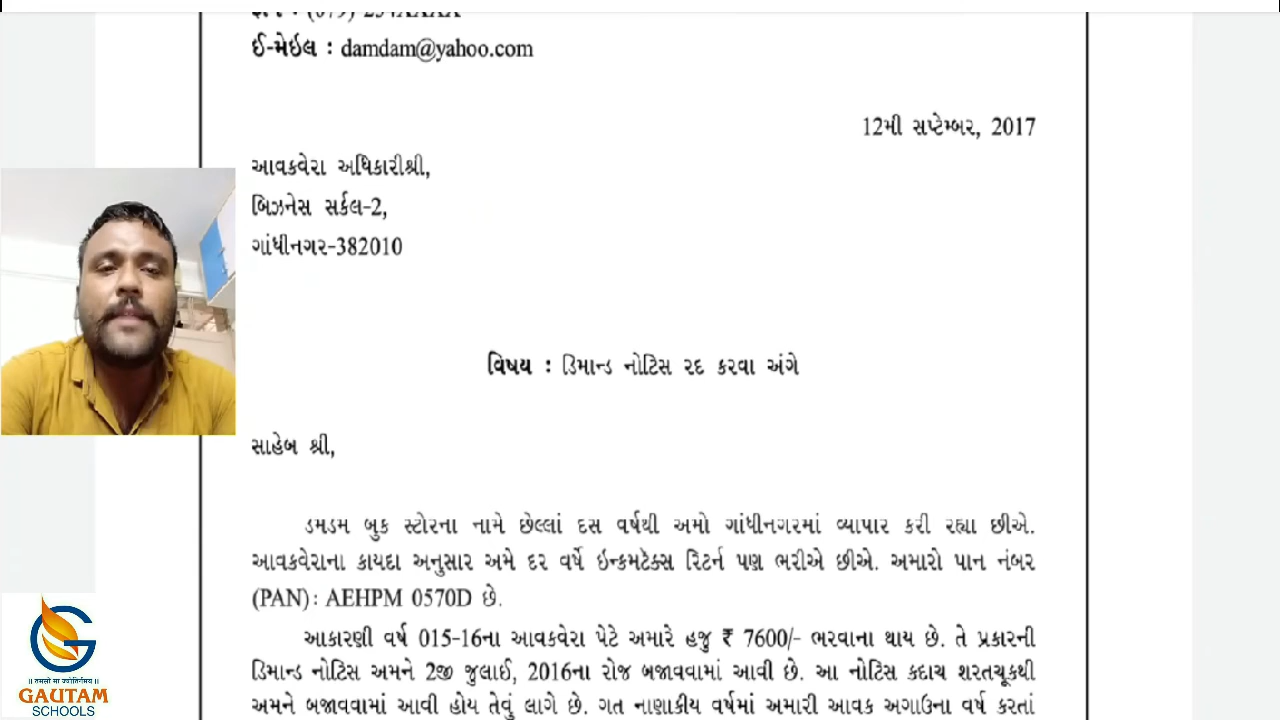 ઈ-મેઇલ : damdam@yahoo.com
12મી સપ્ટેમ્બર, 2017
આવકવેરા અધિકારીશ્રી,
બિઝનેસ સર્કલ-2,
ગાંધીનગર-382010
વિષય : ડિમાન્ડ નોટિસ રદ કરવા અંગે
સાહેબ શ્રી,
ડમડમ બુક સ્ટોરના નામે છેલ્લાં દસ વર્ષથી અમો ગાંધીનગરમાં વ્યાપાર કરી રહ્યા છીએ.
આવકવેરાના કાયદા અનુસાર અમે દર વર્ષે ઇન્કમટેક્સ રિટર્ન પણ ભરીએ છીએ. અમારો પાન નંબર
(PAN) : AEHPM 0570D છે.
આકારણી વર્ષ 015-16ના આવકવેરા પેટે અમારે હજુ ₹ 7600/- ભરવાના થાય છે. તે પ્રકારની
ડિમાન્ડ નોટિસ અમને 2જી જુલાઈ, 2016ના રોજ બજાવવામાં આવી છે. આ નોટિસ કદાચ શરતચૂકથી
અમને બજાવવામાં આવી હોય તેવું લાગે છે. ગત નાણાકીય વર્ષમાં અમારી આવક અગાઉના વર્ષ કરતાં
|| तमसो मा ज्योतिर्गमय ||
GAUTAM
SCHOOLS